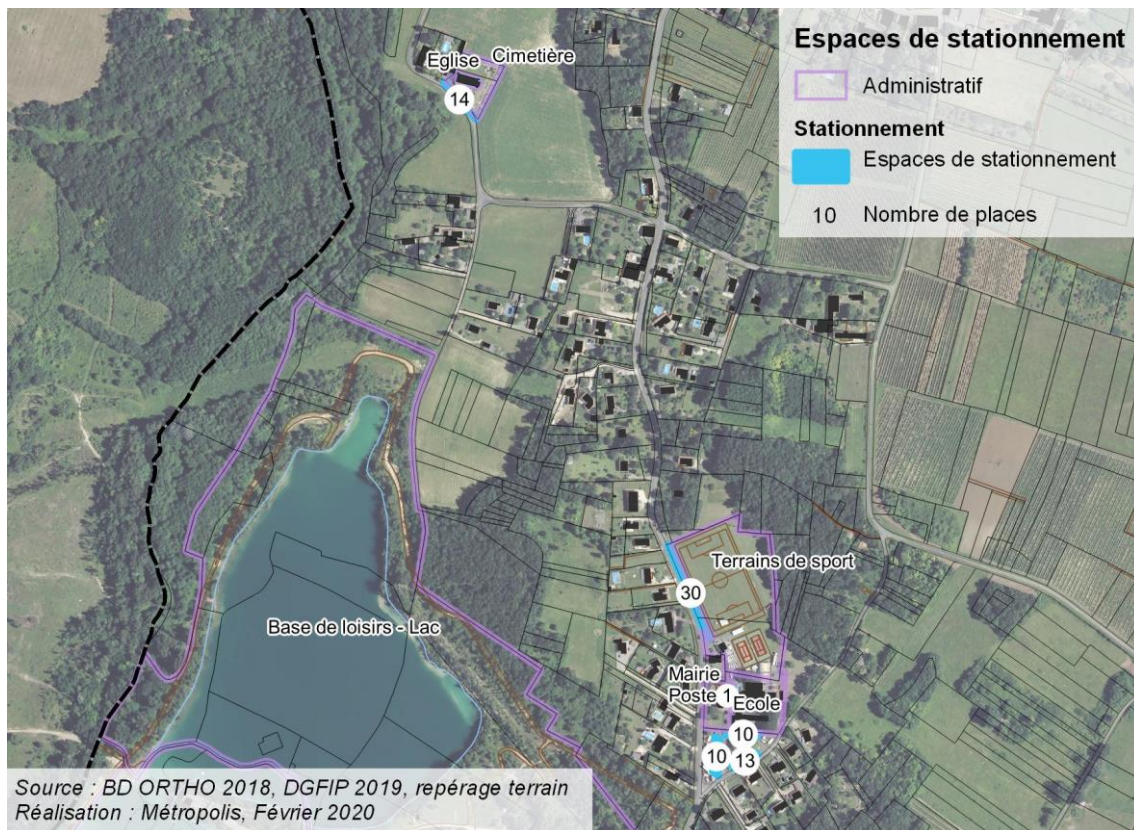 Espaces de stationnement
Administratif
Stationnement
Espaces de stationnement
10 Nombre de places
Eglise
Cimetière
14
Terrains de sport
30
Base de loisirs - Lac
Mairie
Poste 1
Ecole
10
10
13
Source : BD ORTHO 2018, DGFIP 2019, repérage terrain
Réalisation : Métropolis, Février 2020